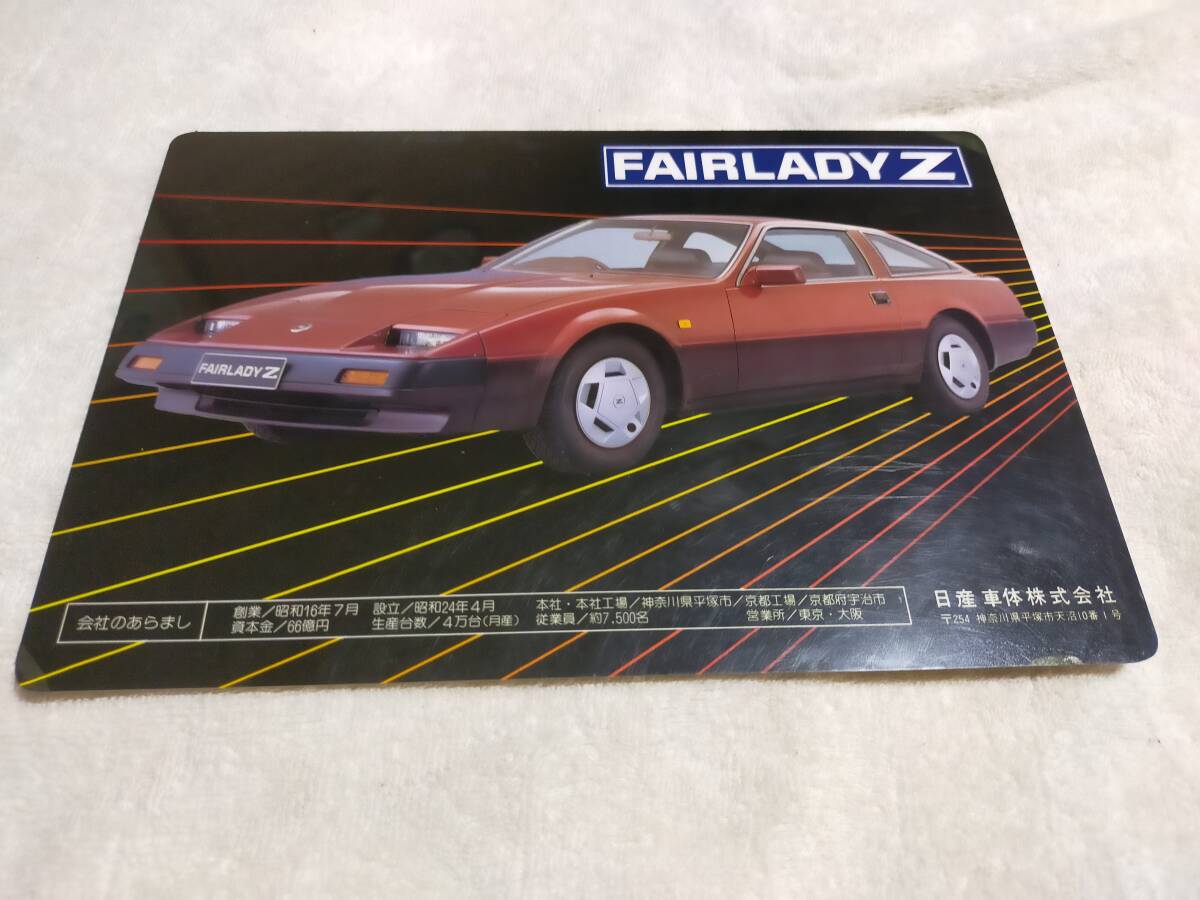 FAIRLADY Z
FAIRLADY Z
会社のあらまし
創業／昭和16年7月 設立／昭和24年4月 本社・本社工場／神奈川県平塚市／京都工場／京都府宇治市
資本金／66億円 生産台数／4万台(月産) 従業員／約7,500名 営業所／東京・大阪
日産車体株式会社
〒254 神奈川県平塚市天沼10番1号